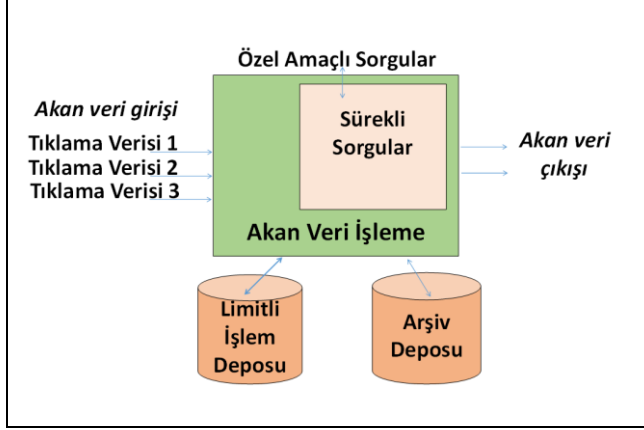 Özel Amaçlı Sorgular
Akan veri girişi
Tıklama Verisi 1
Tıklama Verisi 2
Tıklama Verisi 3
Sürekli
Sorgular
Akan veri
çıkışı
Akan Veri İşleme
Limitli
İşlem
Deposu
Arşiv
Deposu